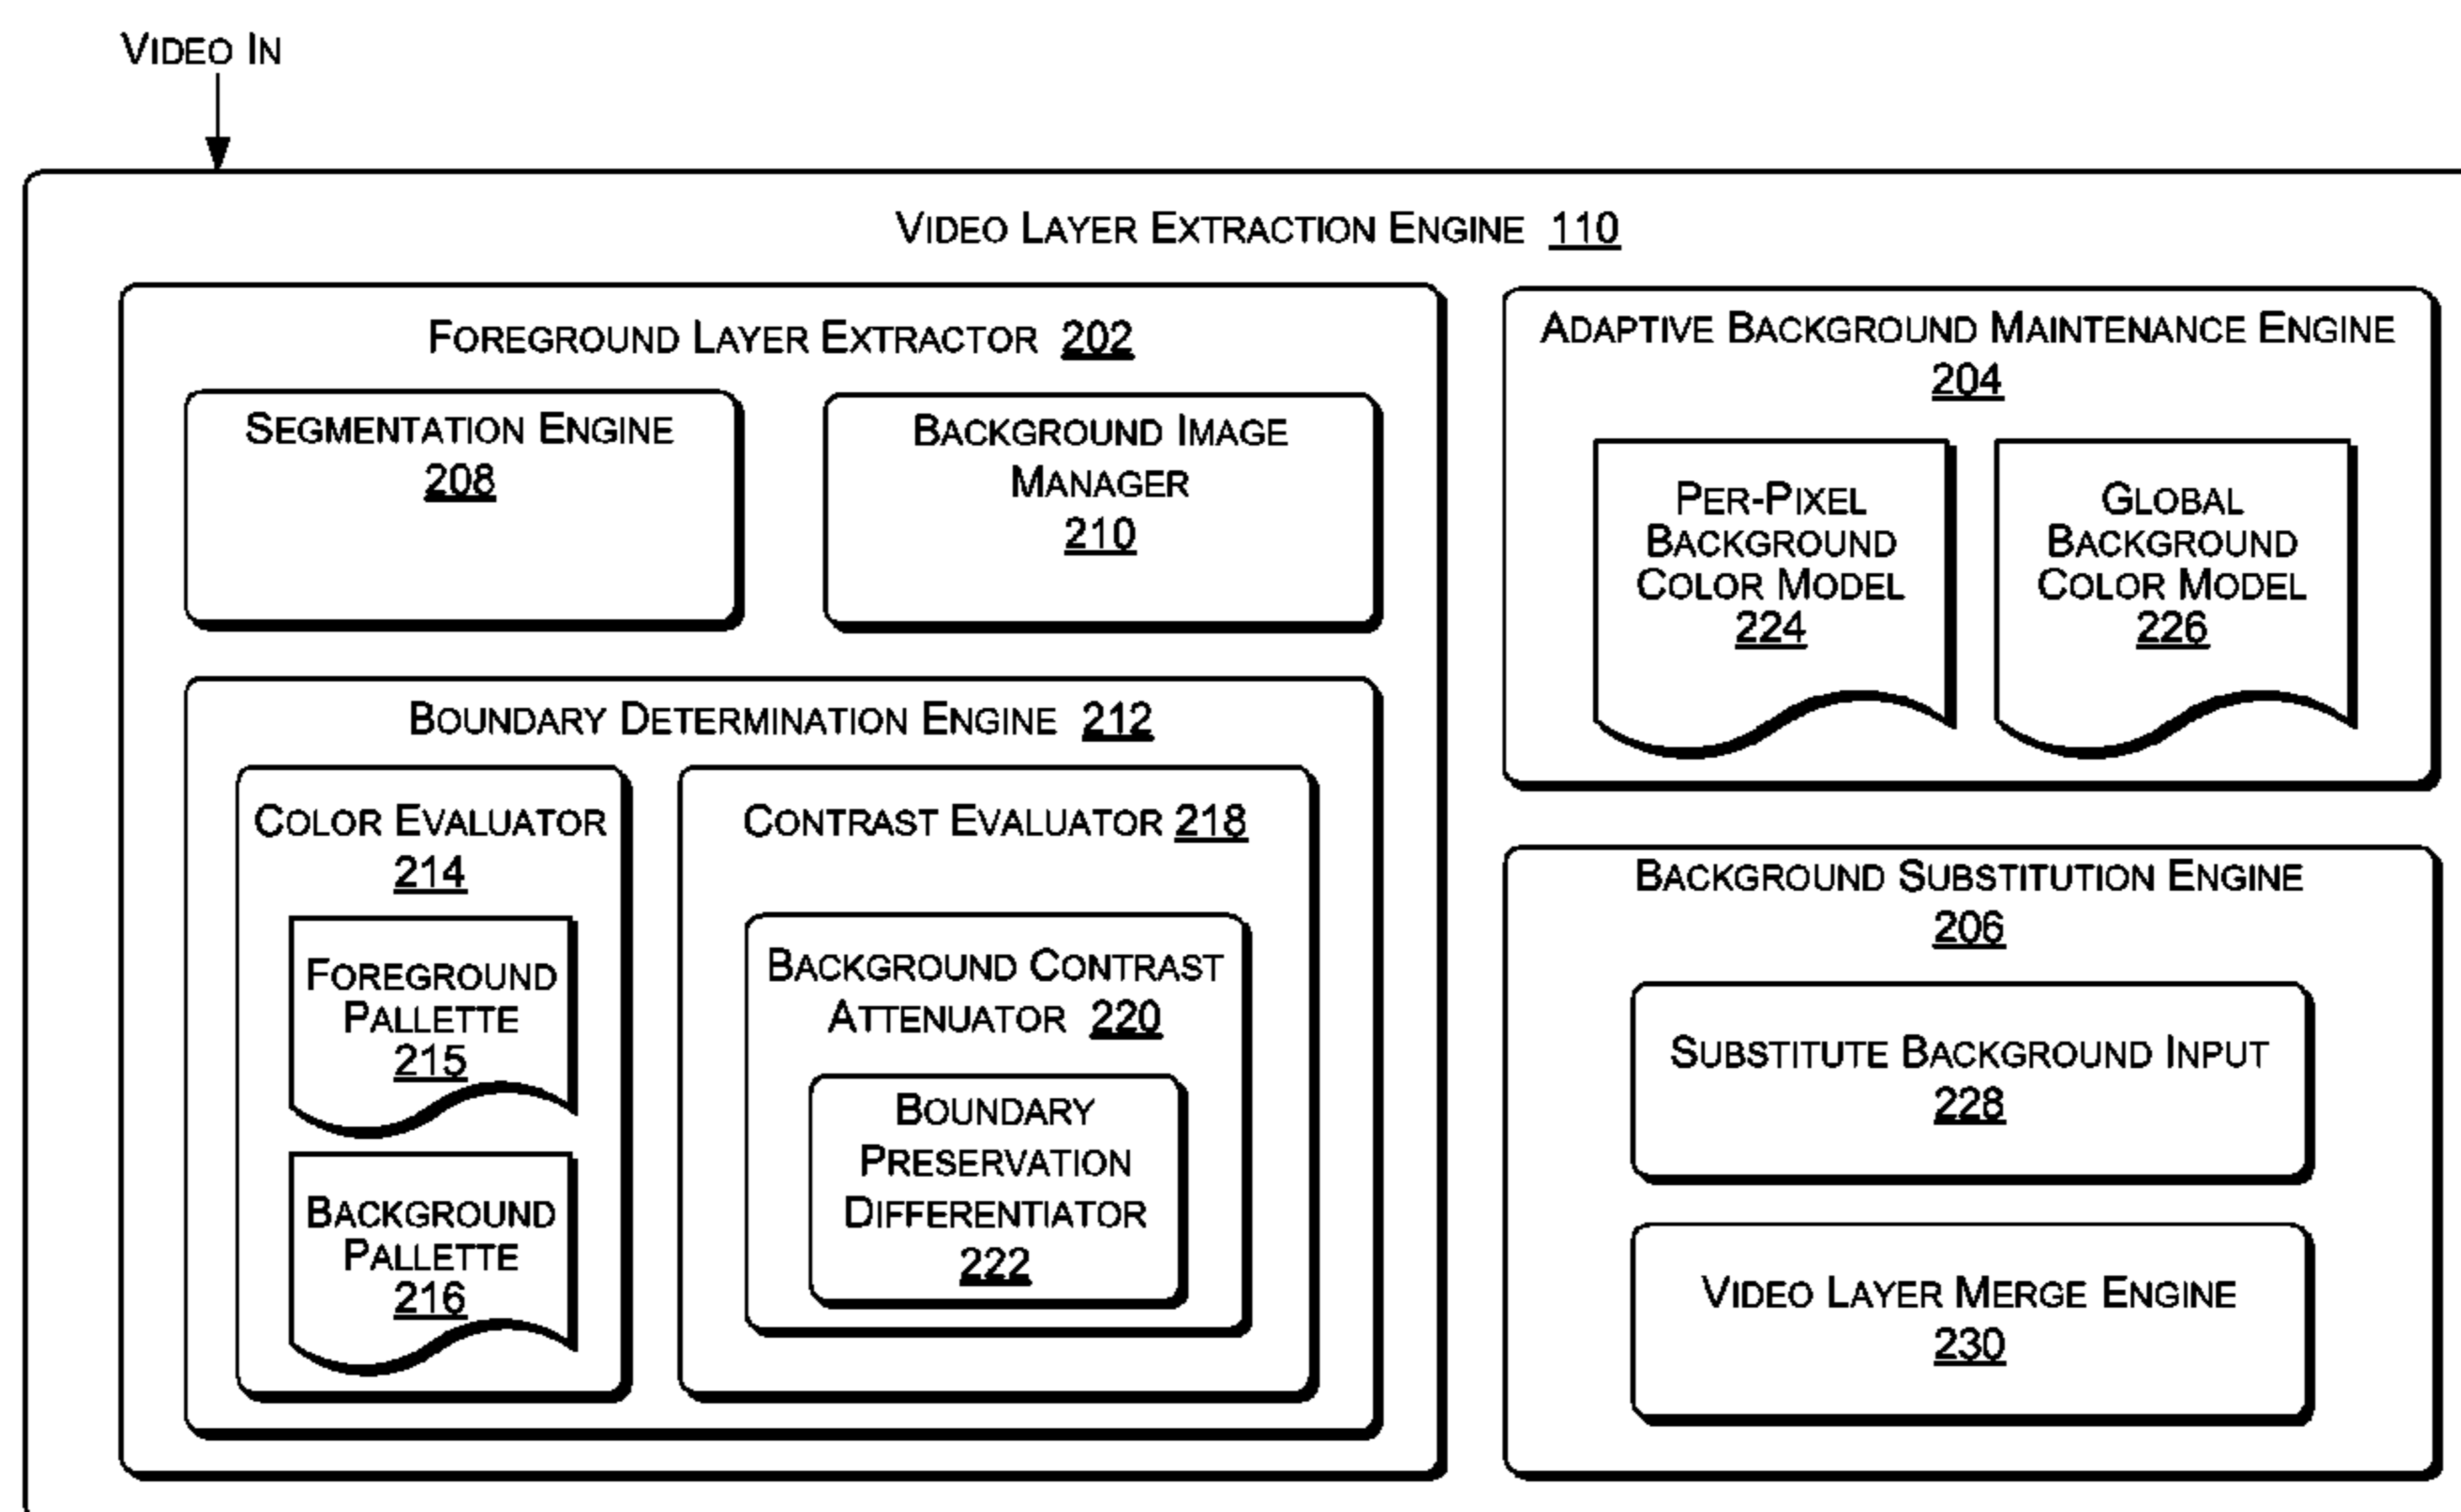 VIDEO IN
VIDEO LAYER EXTRACTION ENGINE 110
FOREGROUND LAYER EXTRACTOR 202
SEGMENTATION ENGINE
208
BACKGROUND IMAGE
MANAGER
210
BOUNDARY DETERMINATION ENGINE 212
COLOR EVALUATOR
214
FOREGROUND
PALLETTE
215
BACKGROUND
PALLETTE
216
CONTRAST EVALUATOR 218
BACKGROUND CONTRAST
ATTENUATOR 220
BOUNDARY
PRESERVATION
DIFFERENTIATOR
222
ADAPTIVE BACKGROUND MAINTENANCE ENGINE
204
PER-PIXEL
BACKGROUND
COLOR MODEL
224
GLOBAL
BACKGROUND
COLOR MODEL
226
BACKGROUND SUBSTITUTION ENGINE
206
SUBSTITUTE BACKGROUND INPUT
228
VIDEO LAYER MERGE ENGINE
230